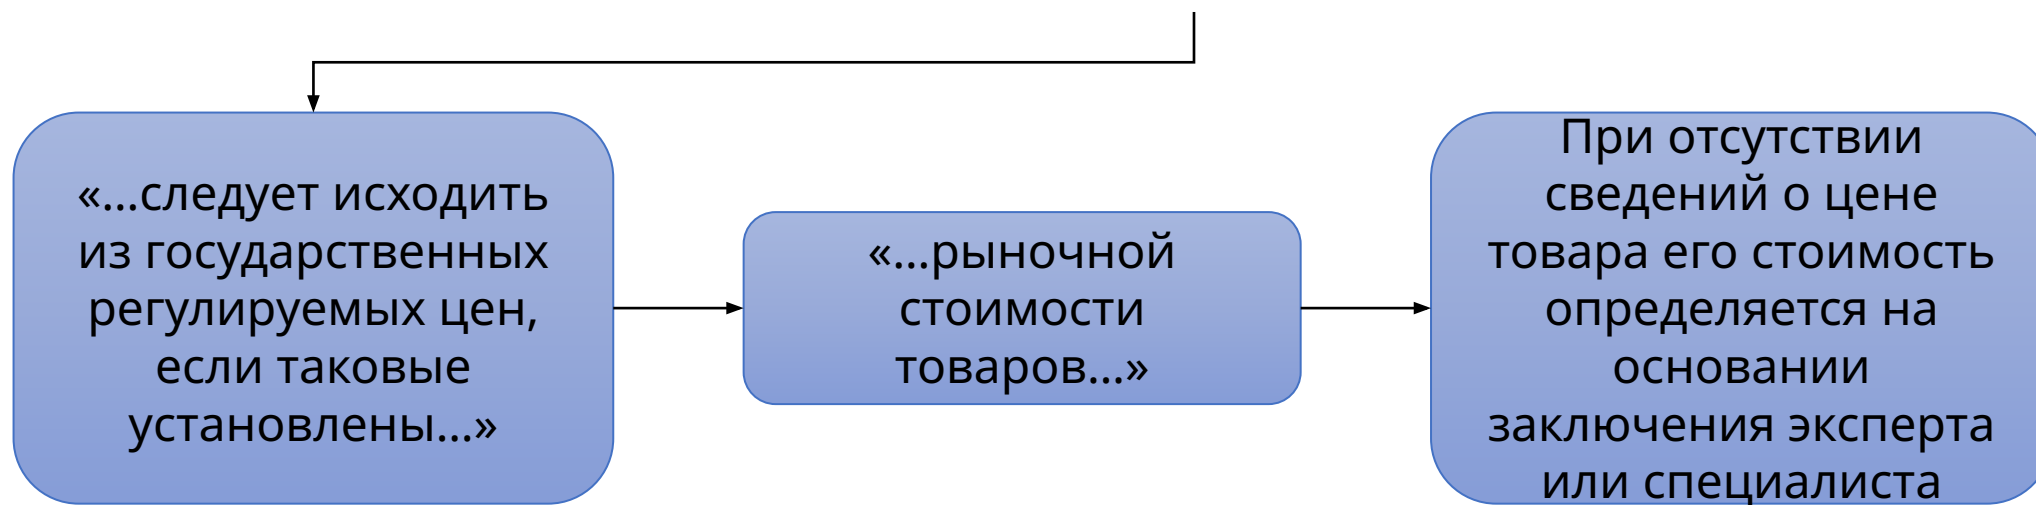 «...следует исходить
из государственных
регулируемых цен,
если таковые
установлены...»
«...рыночной
стоимости
товаров...»
При отсутствии
сведений о цене
товара его стоимость
определяется на
основании
заключения эксперта
или специалиста